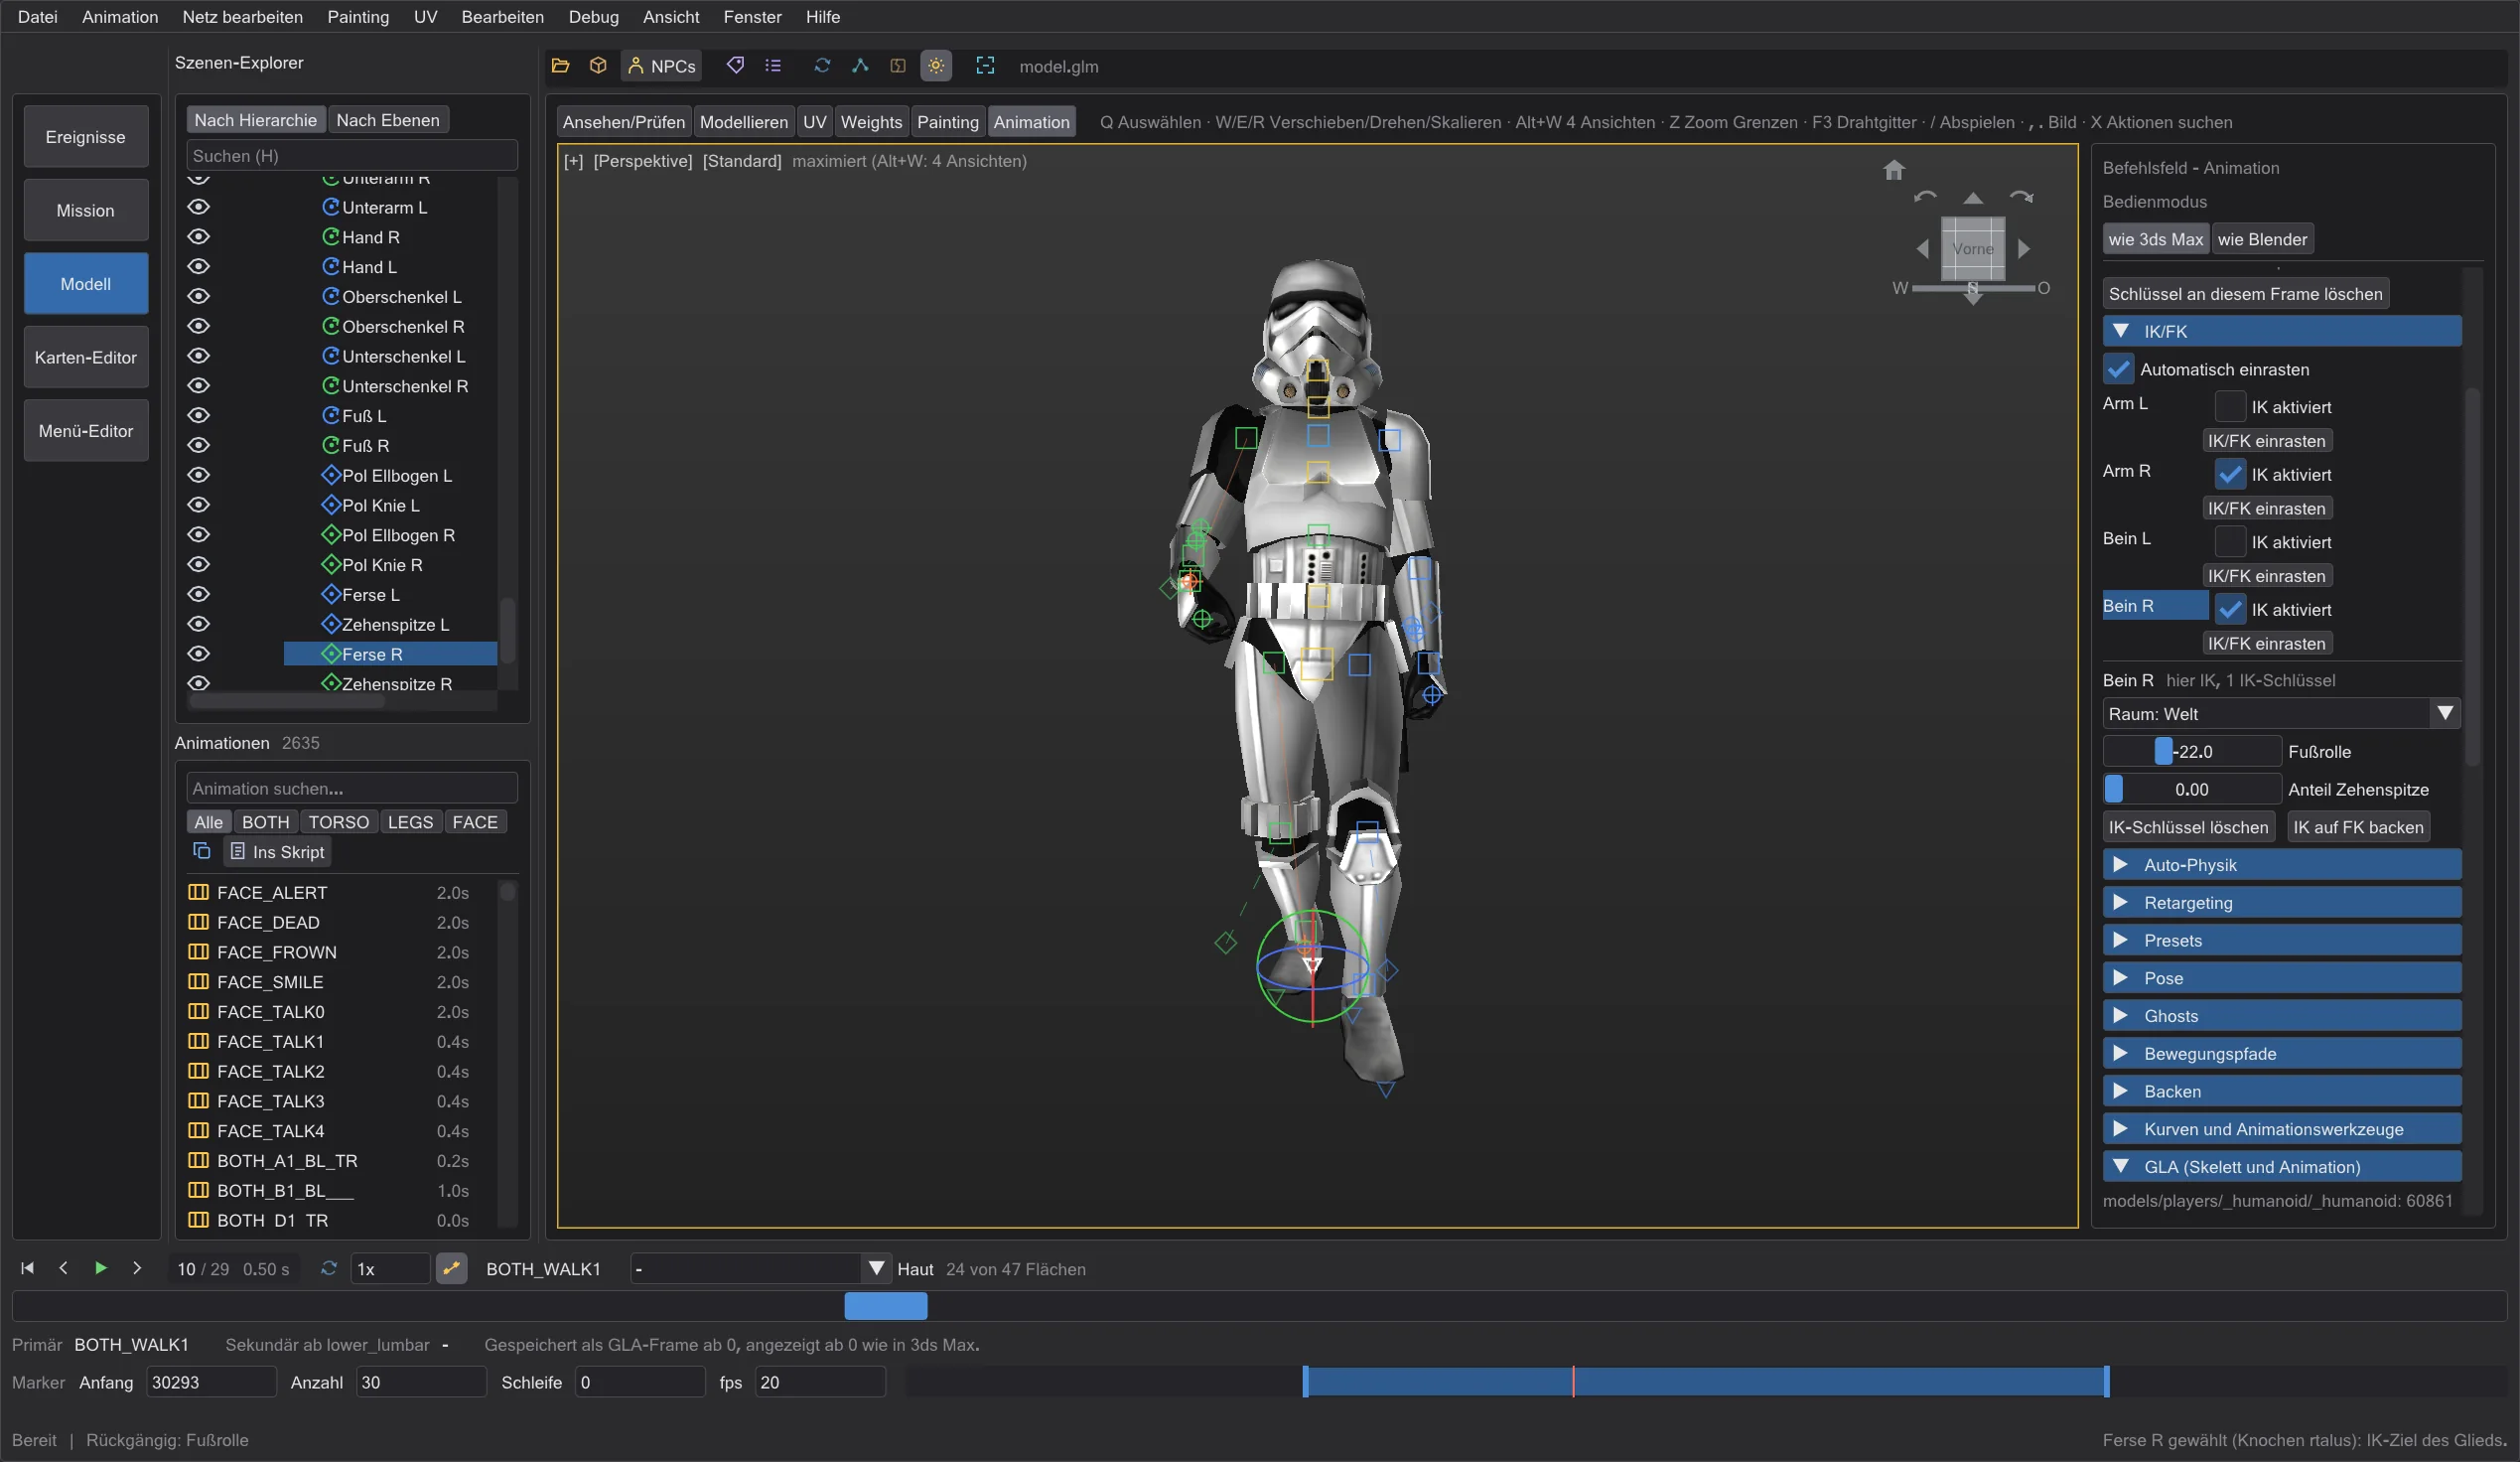 Datei Animation Netz bearbeiten Painting UV Bearbeiten Debug Ansicht Fenster Hilfe
Szenen-Explorer
NPCs
model.glm
Ereignisse
Mission
Modell
Karten-Editor
Menü-Editor
Nach Hierarchie Nach Ebenen
Suchen (H)
Unterarm R
Unterarm L
Hand R
Hand L
Oberschenkel L
Oberschenkel R
Unterschenkel L
Unterschenkel R
Fuß L
Fuß R
Pol Ellbogen L
Pol Knie L
Pol Ellbogen R
Pol Knie R
Ferse L
Zehenspitze L
Ferse R
Zehenspitze R
Animationen 2635
Animation suchen...
Alle BOTH TORSO LEGS FACE
Ins Skript
FACE_ALERT 2.0s
FACE_DEAD 2.0s
FACE_FROWN 2.0s
FACE_SMILE 2.0s
FACE_TALK0 2.0s
FACE_TALK1 0.4s
FACE_TALK2 0.4s
FACE_TALK3 0.4s
FACE_TALK4 0.4s
BOTH_A1_BL_TR 0.2s
BOTH_B1_BL___ 1.0s
BOTH_D1_TR 0.0s
Ansehen/Prüfen Modellieren UV Weights Painting Animation
Q Auswählen · W/E/R Verschieben/Drehen/Skalieren · Alt+W 4 Ansichten · Z Zoom Grenzen · F3 Drahtgitter · / Abspielen · , . Bild · X Aktionen suchen
[+] [Perspektive] [Standard] maximiert (Alt+W: 4 Ansichten)
Vorne
W S O
Befehlsfeld - Animation
Bedienmodus
wie 3ds Max wie Blender
Schlüssel an diesem Frame löschen
IK/FK
Automatisch einrasten
Arm L IK aktiviert
IK/FK einrasten
Arm R IK aktiviert
IK/FK einrasten
Bein L IK aktiviert
IK/FK einrasten
Bein R IK aktiviert
IK/FK einrasten
Bein R hier IK, 1 IK-Schlüssel
Raum: Welt
-22.0 Fußrolle
0.00 Anteil Zehenspitze
IK-Schlüssel löschen IK auf FK backen
Auto-Physik
Retargeting
Presets
Pose
Ghosts
Bewegungspfade
Backen
Kurven und Animationswerkzeuge
GLA (Skelett und Animation)
models/players/_humanoid/_humanoid: 60861
10 / 29 0.50 s 1x BOTH_WALK1 - Haut 24 von 47 Flächen
Primär BOTH_WALK1 Sekundär ab lower_lumbar - Gespeichert als GLA-Frame ab 0, angezeigt ab 0 wie in 3ds Max.
Marker Anfang 30293 Anzahl 30 Schleife 0 fps 20
Bereit | Rückgängig: Fußrolle
Ferse R gewählt (Knochen rtalus): IK-Ziel des Glieds.